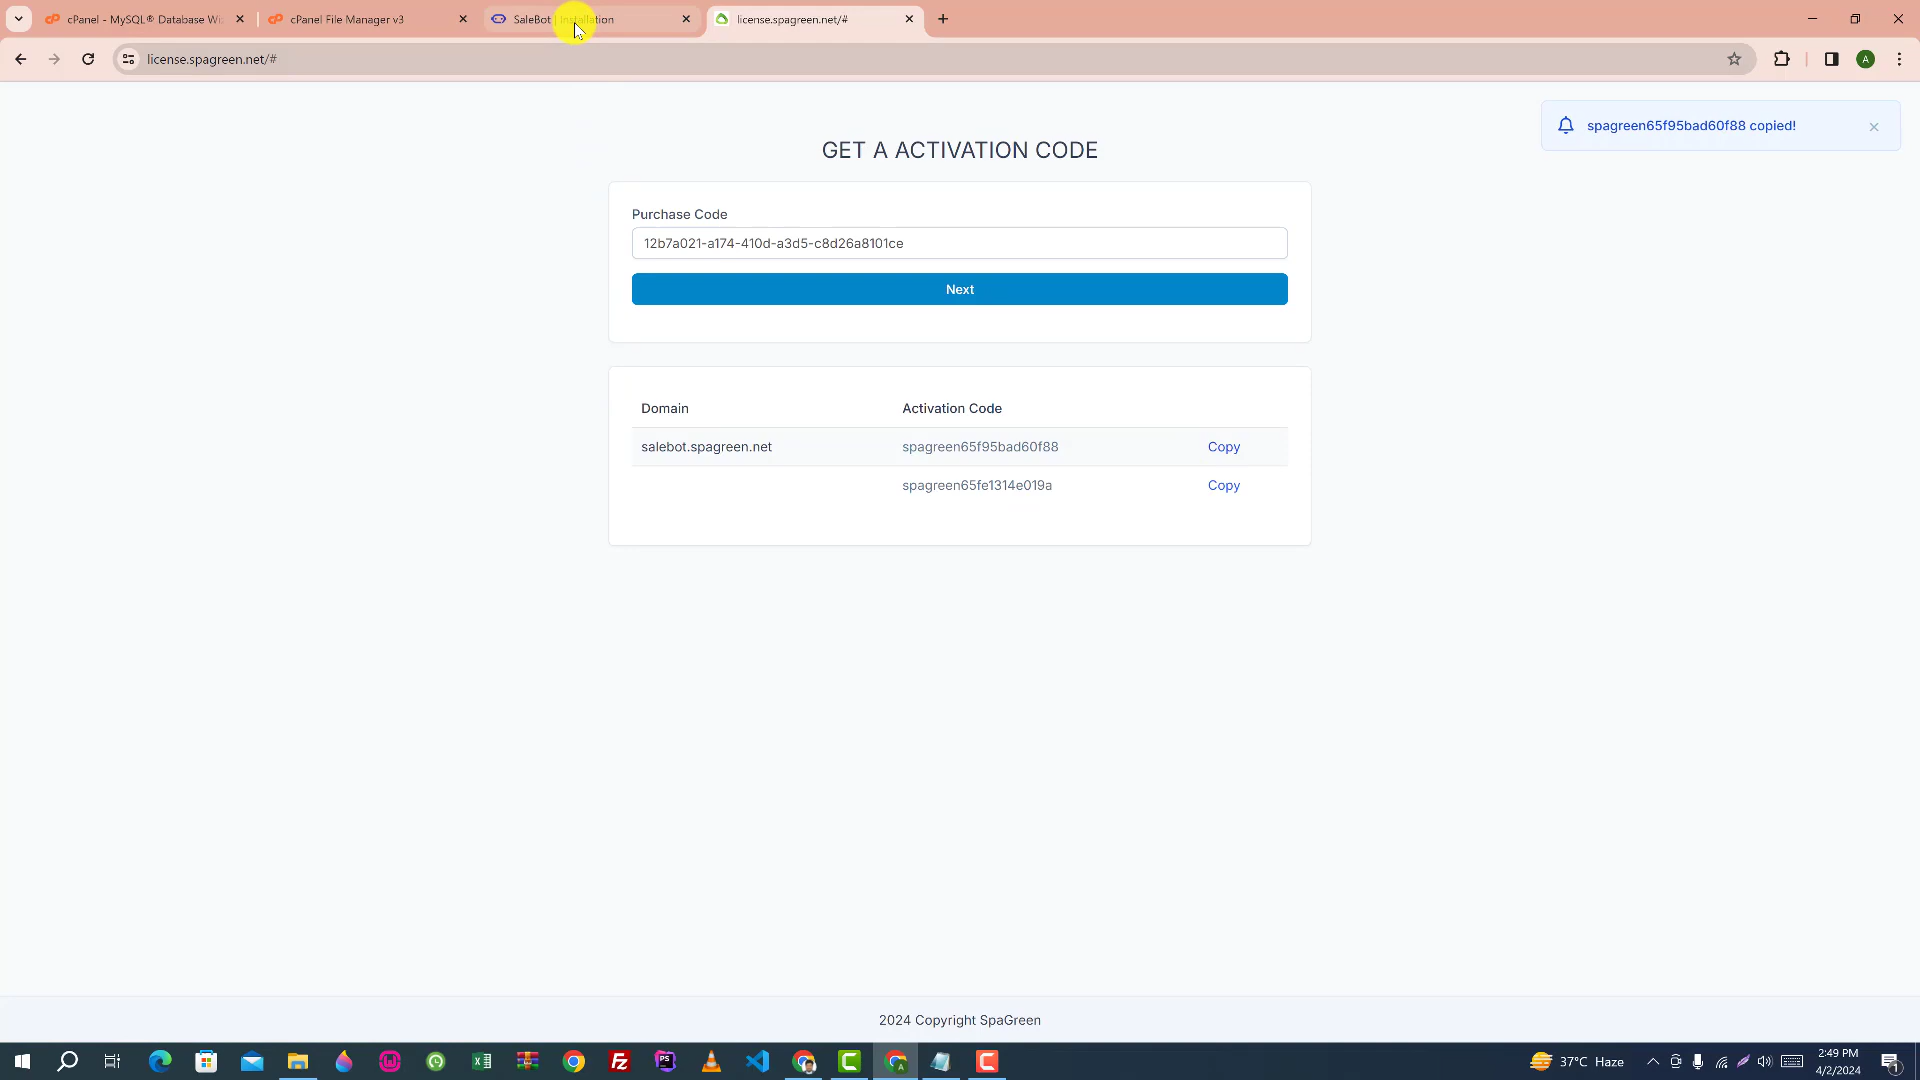 cPanel - MySQL® Database Wi
cPanel File Manager v3
SaleBot | Installation
license.spagreen.net/#
license.spagreen.net/#
A
spagreen65f95bad60f88 copied!
GET A ACTIVATION CODE
Purchase Code
12b7a021-a174-410d-a3d5-c8d26a8101ce
Next
Domain Activation Code
salebot.spagreen.net spagreen65f95bad60f88 Copy
spagreen65fe1314e019a Copy
2024 Copyright SpaGreen
37°C Haze
2:49 PM
4/2/2024
1